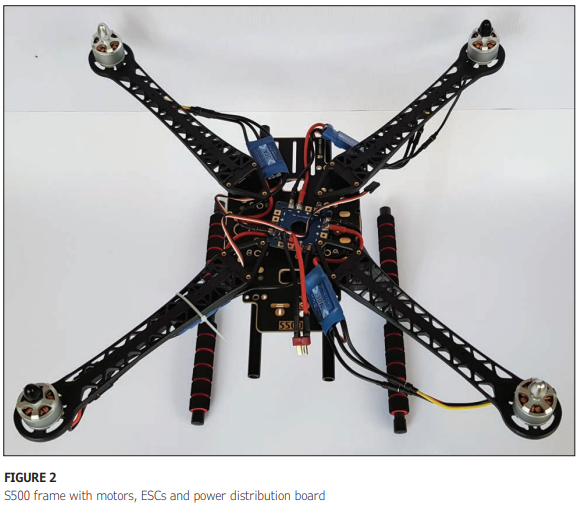 S500
FIGURE 2
S500 frame with motors, ESCs and power distribution board